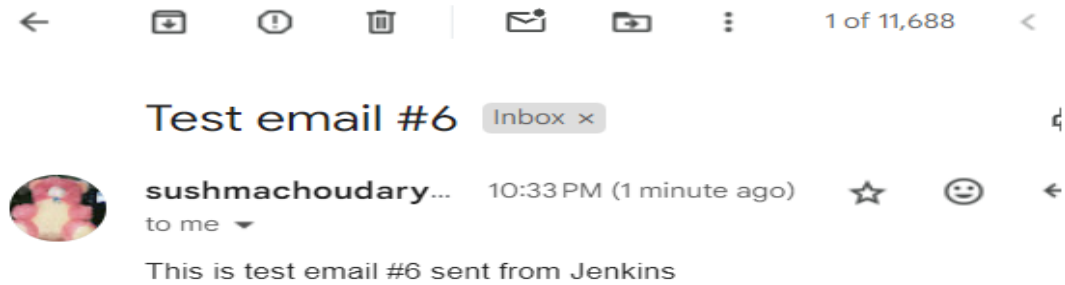 1 of 11,688
Test email #6 Inbox ×
sushmachoudary... 10:33 PM (1 minute ago)
to me
This is test email #6 sent from Jenkins